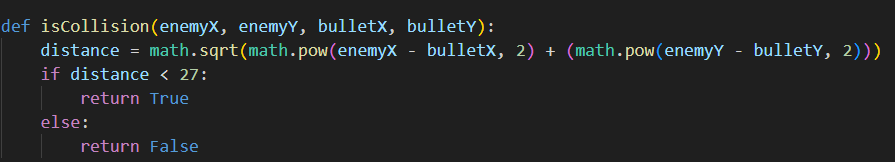 def isCollision(enemyX, enemyY, bulletX, bulletY):
    distance = math.sqrt(math.pow(enemyX - bulletX, 2) + (math.pow(enemyY - bulletY, 2)))
    if distance < 27:
        return True
    else:
        return False